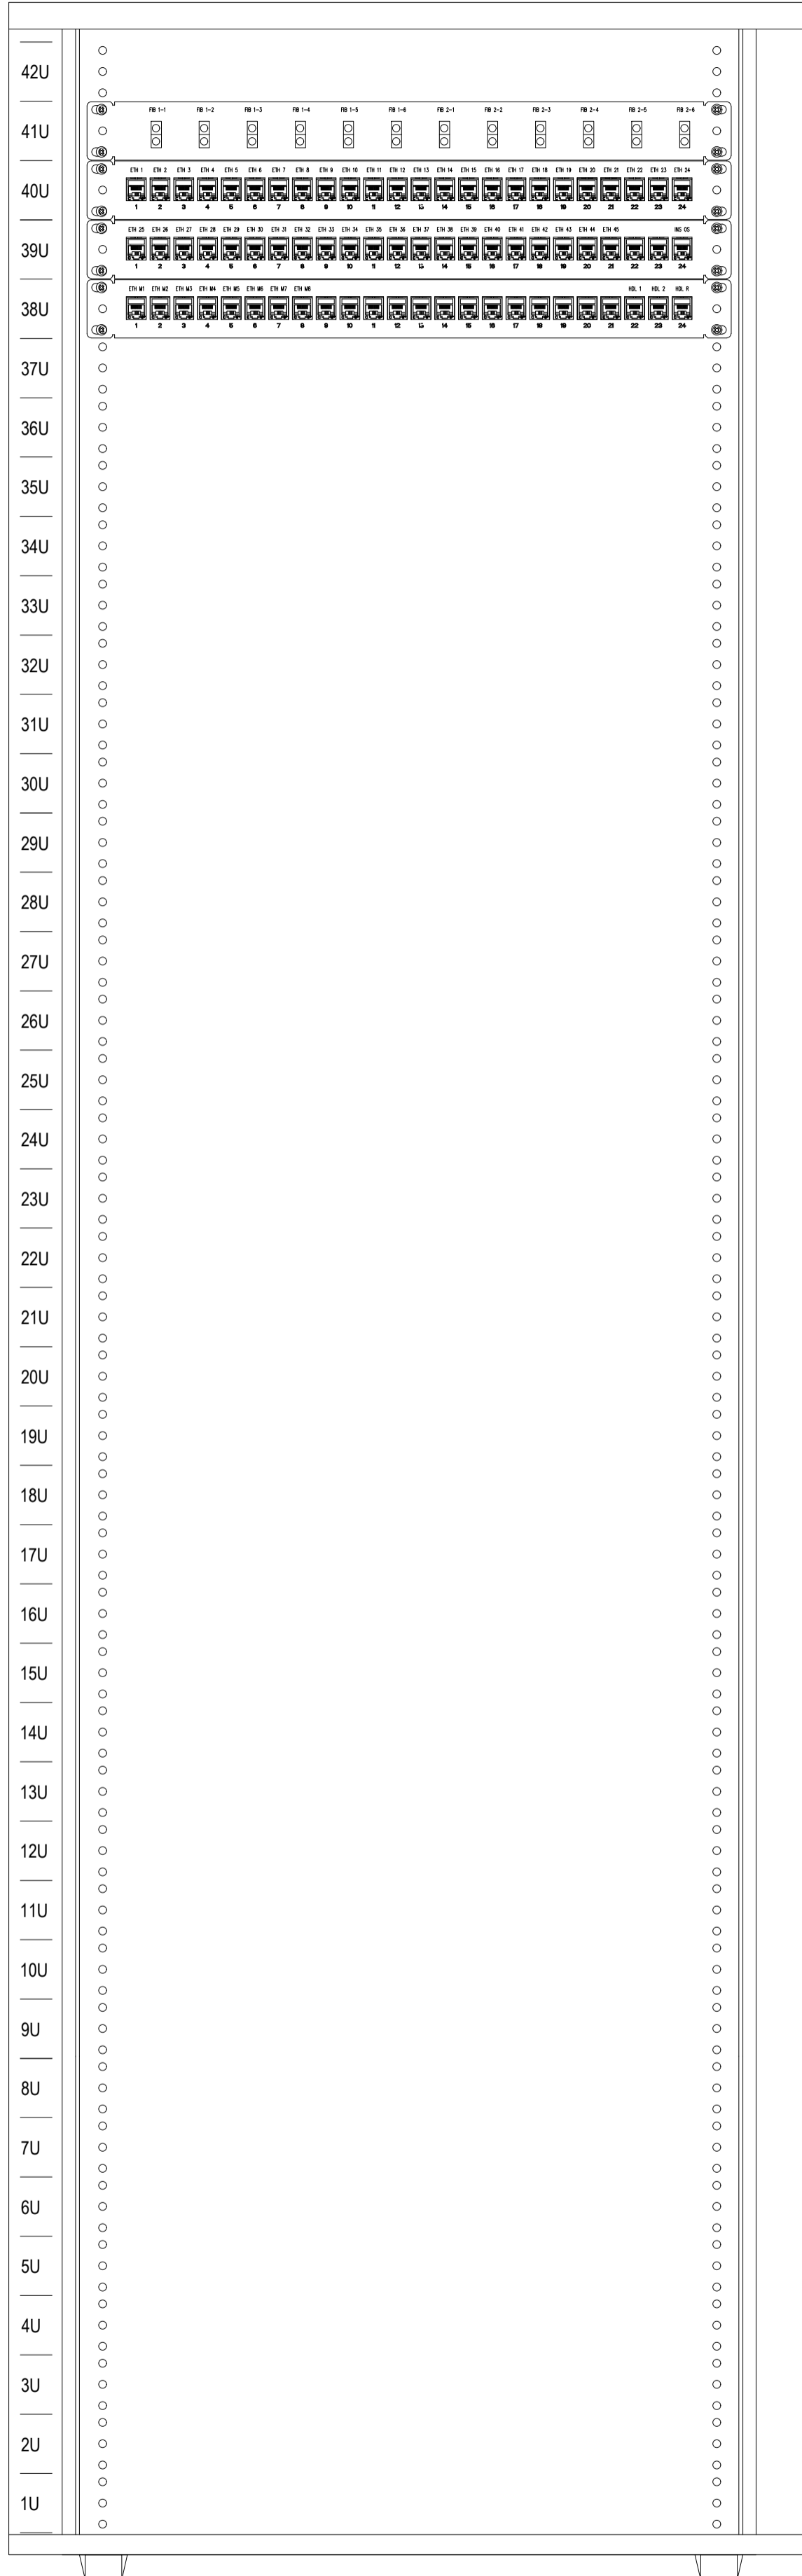 42U
FIB 1-1 FIB 1-2 FIB 1-3 FIB 1-4 FIB 1-5 FIB 1-6 FIB 2-1 FIB 2-2 FIB 2-3 FIB 2-4 FIB 2-5 FIB 2-6
41U
ETH 1 ETH 2 ETH 3 ETH 4 ETH 5 ETH 6 ETH 7 ETH 8 ETH 9 ETH 10 ETH 11 ETH 12 ETH 13 ETH 14 ETH 15 ETH 16 ETH 17 ETH 18 ETH 19 ETH 20 ETH 21 ETH 22 ETH 23 ETH 24
40U
1 2 3 4 5 6 7 8 9 10 11 12 13 14 15 16 17 18 19 20 21 22 23 24
ETH 25 ETH 26 ETH 27 ETH 28 ETH 29 ETH 30 ETH 31 ETH 32 ETH 33 ETH 34 ETH 35 ETH 36 ETH 37 ETH 38 ETH 39 ETH 40 ETH 41 ETH 42 ETH 43 ETH 44 ETH 45 INS OS
39U
1 2 3 4 5 6 7 8 9 10 11 12 13 14 15 16 17 18 19 20 21 22 23 24
ETH M1 ETH M2 ETH M3 ETH M4 ETH M5 ETH M6 ETH M7 ETH M8 HDL 1 HDL 2 HDL R
38U
1 2 3 4 5 6 7 8 9 10 11 12 13 14 15 16 17 18 19 20 21 22 23 24
37U
36U
35U
34U
33U
32U
31U
30U
29U
28U
27U
26U
25U
24U
23U
22U
21U
20U
19U
18U
17U
16U
15U
14U
13U
12U
11U
10U
9U
8U
7U
6U
5U
4U
3U
2U
1U